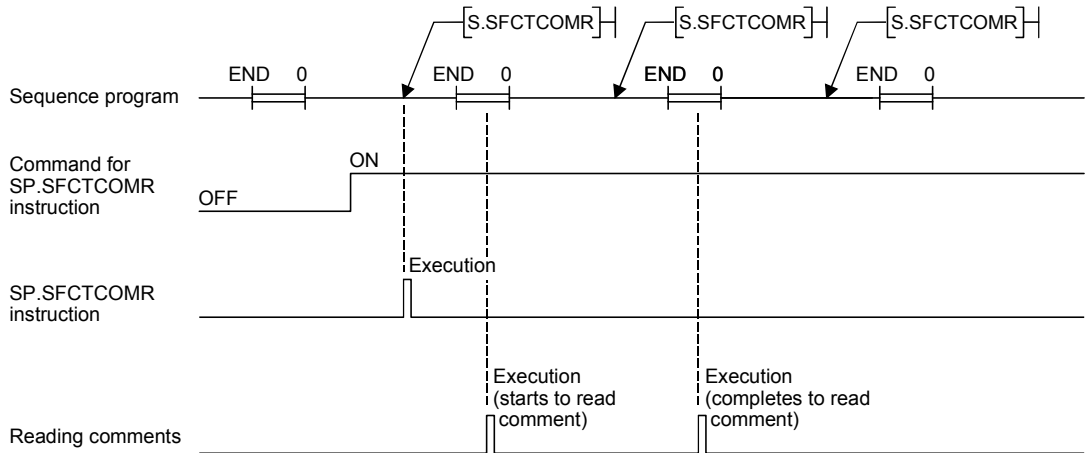 [S.SFCTCOMR] [S.SFCTCOMR] [S.SFCTCOMR]
END 0 END 0 END 0 END 0
Sequence program
Command for
SP.SFCTCOMR
instruction
ON
OFF
Execution
SP.SFCTCOMR
instruction
Execution
(starts to read
comment)
Execution
(completes to read
comment)
Reading comments